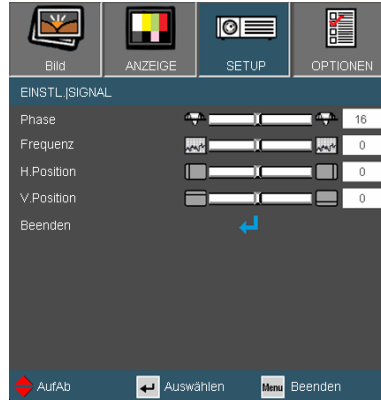 Bild ANZEIGE SETUP OPTIONEN
EINSTL.|SIGNAL
Phase 16
Frequenz 0
H.Position 0
V.Position 0
Beenden
AufAb Auswählen Menu Beenden